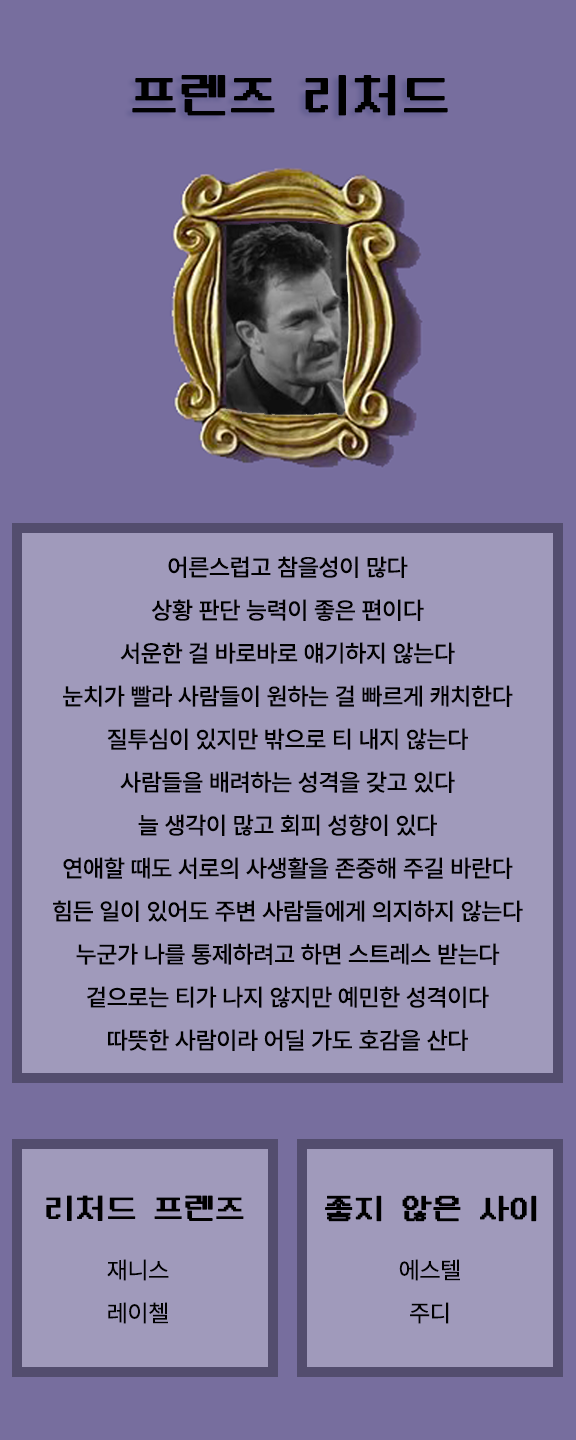 프렌즈 리처드
어른스럽고 참을성이 많다
상황 판단 능력이 좋은 편이다
서운한 걸 바로바로 얘기하지 않는다
눈치가 빨라 사람들이 원하는 걸 빠르게 캐치한다
질투심이 있지만 밖으로 티 내지 않는다
사람들을 배려하는 성격을 갖고 있다
늘 생각이 많고 회피 성향이 있다
연애할 때도 서로의 사생활을 존중해 주길 바란다
힘든 일이 있어도 주변 사람들에게 의지하지 않는다
누군가 나를 통제하려고 하면 스트레스 받는다
겉으로는 티가 나지 않지만 예민한 성격이다
따뜻한 사람이라 어딜 가도 호감을 산다
리처드 프렌즈
재니스
레이첼
좋지 않은 사이
에스텔
주디